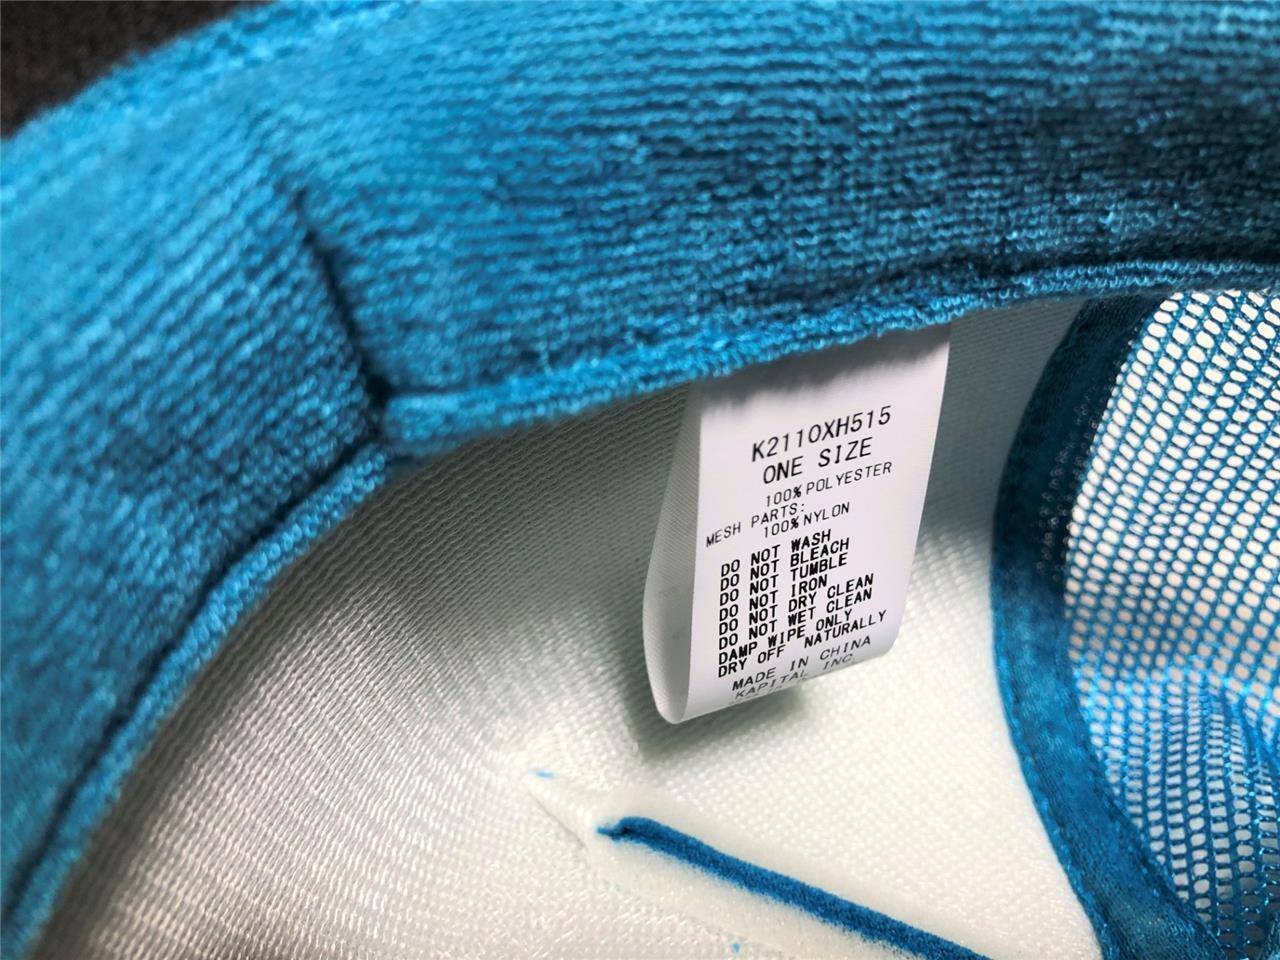 K2110XH515
ONE SIZE
100% POLYESTER
MESH PARTS:
100% NYLON
DO NOT WASH
DO NOT BLEACH
DO NOT TUMBLE
DO NOT IRON
DO NOT DRY CLEAN
DO NOT WET CLEAN
DAMP WIPE ONLY
DRY OFF NATURALLY
MADE IN CHINA
KAPITAL INC.